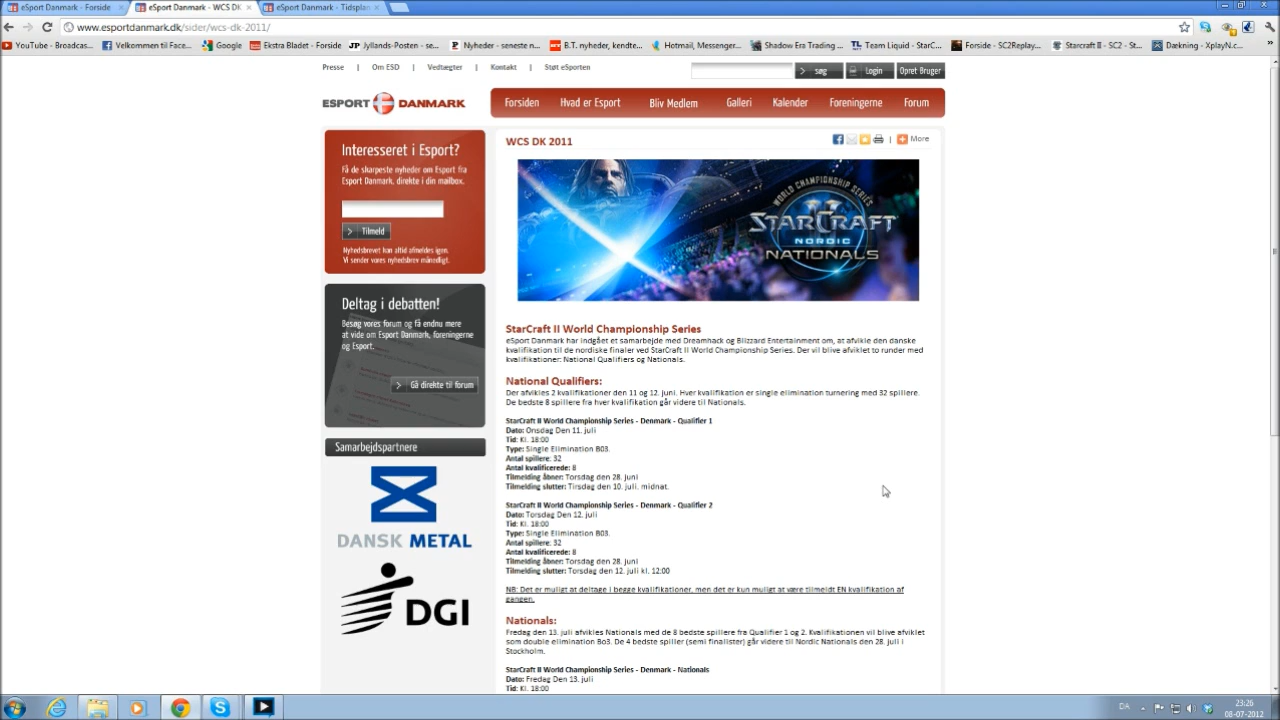 eSport Danmark - Forside
eSport Danmark - WCS DK
eSport Danmark - Tidsplan
www.esportdanmark.dk/sider/wcs-dk-2011/
YouTube - Broadcas...
Velkommen til Face...
Google
Ekstra Bladet - Forside
JP Jyllands-Posten - se...
Nyheder - seneste n...
B.T. nyheder, kendte...
Hotmail, Messenger...
Shadow Era Trading ...
TL Team Liquid - StarC...
Forside - SC2Replay...
Starcraft II - SC2 - St...
Dækning - XplayN.c...
Presse | Om ESD | Vedtægter | Kontakt | Støt eSporten
søg
Login
Opret Bruger
ESPORT DANMARK
Forsiden
Hvad er Esport
Bliv Medlem
Galleri
Kalender
Foreningerne
Forum
Interesseret i Esport?
Få de skarpeste nyheder om Esport fra
Esport Danmark, direkte i din mailbox.
Tilmeld
Nyhedsbrevet kan altid afmeldes igen.
Vi sender vores nyhedsbrev månedligt.
Deltag i debatten!
Besøg vores forum og få endnu mere
at vide om Esport Danmark, foreningerne
og Esport.
Gå direkte til forum
Samarbejdspartnere
DANSK METAL
DGI
WCS DK 2011
| More
WORLD CHAMPIONSHIP SERIES
STARCRAFT II
NORDIC
NATIONALS
StarCraft II World Championship Series
eSport Danmark har indgået et samarbejde med Dreamhack og Blizzard Entertainment om, at afvikle den danske
kvalifikation til de nordiske finaler ved StarCraft II World Championship Series. Der vil blive afviklet to runder med
kvalifikationer: National Qualifiers og Nationals.
National Qualifiers:
Der afvikles 2 kvalifikationer den 11 og 12. juni. Hver kvalifikation er single elimination turnering med 32 spillere.
De bedste 8 spillere fra hver kvalifikation går videre til Nationals.
StarCraft II World Championship Series - Denmark - Qualifier 1
Dato: Onsdag Den 11. juli
Tid: Kl. 18:00
Type: Single Elimination BO3.
Antal spillere: 32
Antal kvalificerede: 8
Tilmelding åbner: Torsdag den 28. juni
Tilmelding slutter: Tirsdag den 10. juli. midnat.
StarCraft II World Championship Series - Denmark - Qualifier 2
Dato: Torsdag Den 12. juli
Tid: Kl. 18:00
Type: Single Elimination BO3.
Antal spillere: 32
Antal kvalificerede: 8
Tilmelding åbner: Torsdag den 28. juni
Tilmelding slutter: Torsdag den 12. juli kl. 12:00
NB: Det er muligt at deltage i begge kvalifikationer, men det er kun muligt at være tilmeldt EN kvalifikation af
gangen.
Nationals:
Fredag den 13. juli afvikles Nationals med de 8 bedste spillere fra Qualifier 1 og 2. Kvalifikationen vil blive afviklet
som double elimination Bo3. De 4 bedste spiller (semi finalister) går videre til Nordic Nationals den 28. juli i
Stockholm.
StarCraft II World Championship Series - Denmark - Nationals
Dato: Fredag Den 13. juli
Tid: Kl. 18:00
DA
23:26
08-07-2012